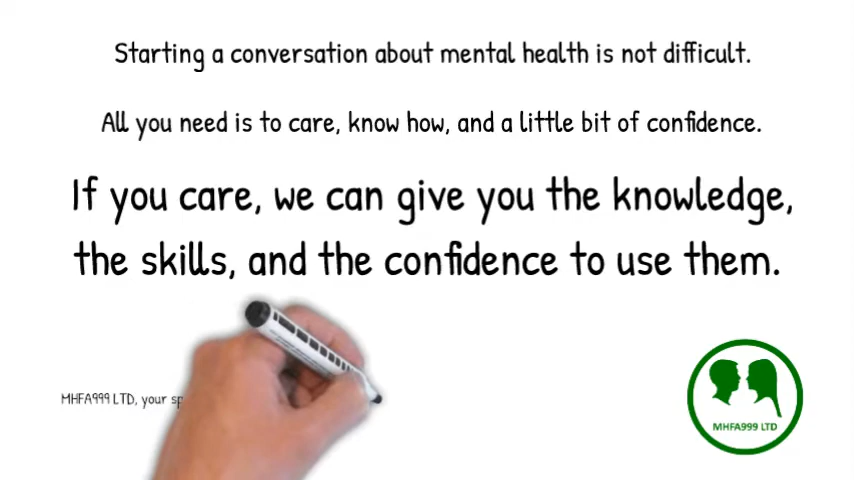 Starting a conversation about mental health is not difficult.
All you need is to care, know how, and a little bit of confidence.
If you care, we can give you the knowledge,
the skills, and the confidence to use them.
MHFA999 LTD, your
MHFA999 LTD